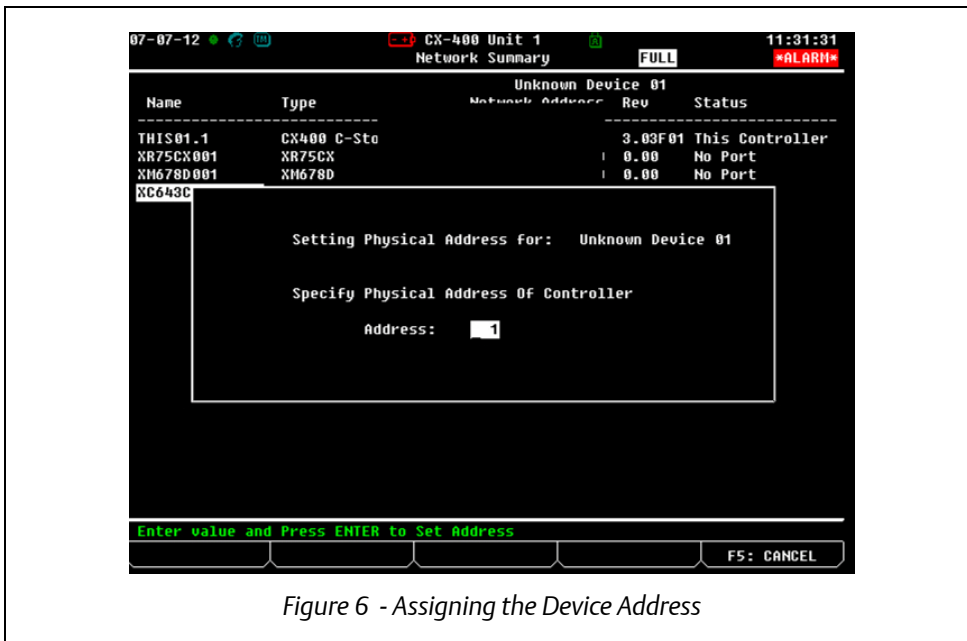 07-07-12 CX-400 Unit 1 11:31:31
Network Summary FULL *ALARM*
Unknown Device 01
Name Type Network Address Rev Status
THIS01.1 CX400 C-Sto 3.03F01 This Controller
XR75CX001 XR75CX 0.00 No Port
XM678D001 XM678D 0.00 No Port
XC643C
Setting Physical Address for: Unknown Device 01
Specify Physical Address Of Controller
Address: 1
Enter value and Press ENTER to Set Address
F5: CANCEL
Figure 6 - Assigning the Device Address